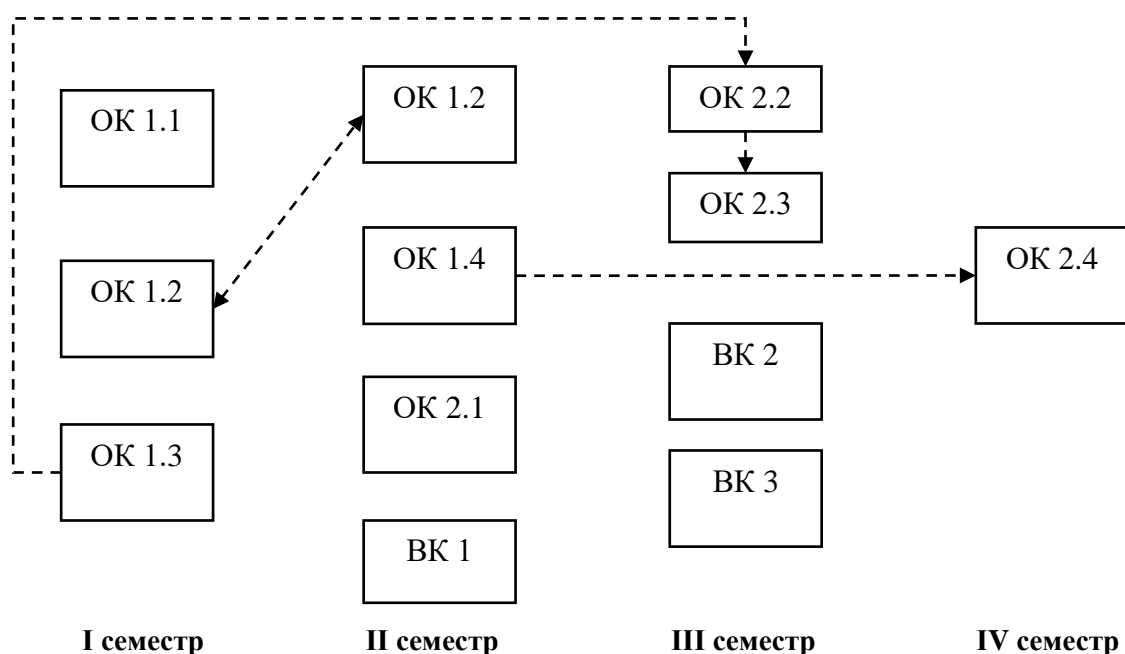 ОК 1.1
ОК 1.2
ОК 1.3
ОК 1.2
ОК 1.4
ОК 2.1
ВК 1
ОК 2.2
ОК 2.3
ВК 2
ВК 3
ОК 2.4
I семестр
II семестр
III семестр
IV семестр